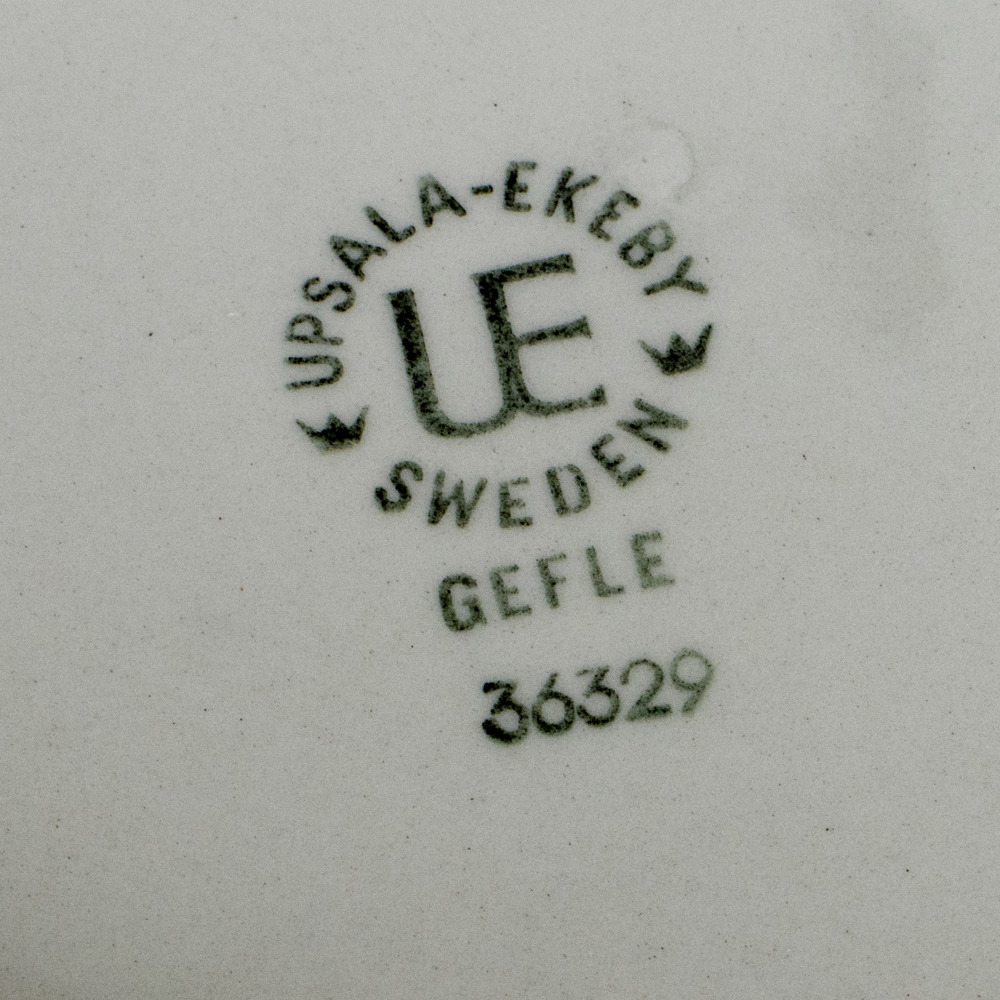 UPSALA-EKEBY
UE
SWEDEN
GEFLE
36329